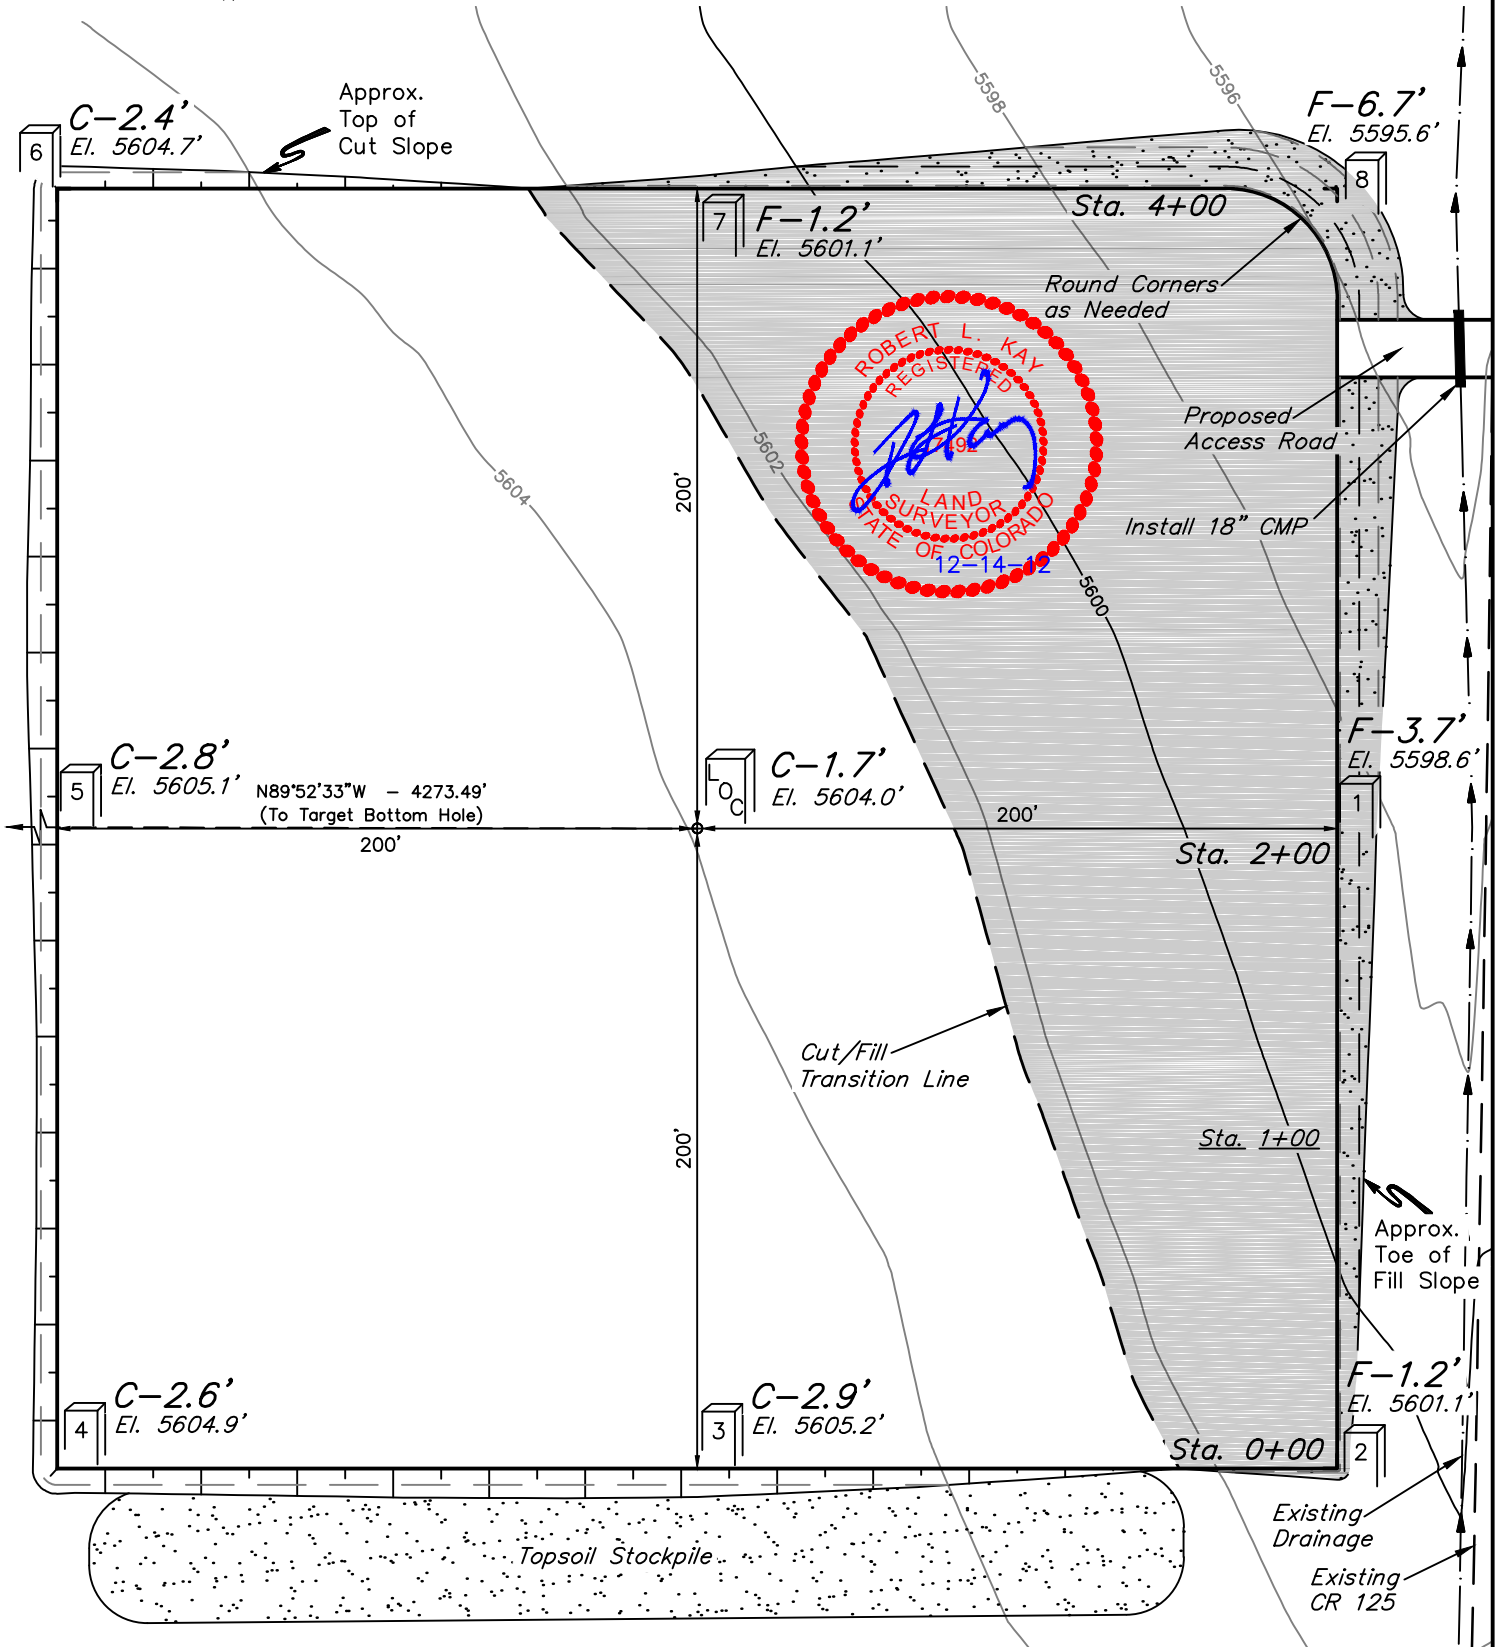 C-2.4'
El. 5604.7'
6
Approx.
Top of
Cut Slope
5598
5596
F-6.7'
El. 5595.6'
8
7
F-1.2'
El. 5601.1'
Sta. 4+00
Round Corners
as Needed
ROBERT L. KAY
REGISTERED
LAND
SURVEYOR
STATE OF COLORADO
12-14-12
Proposed
Access Road
Install 18" CMP
5604
5602
200'
5600
C-2.8'
El. 5605.1'
5
N89°52'33"W - 4273.49'
(To Target Bottom Hole)
200'
LOC
C-1.7'
El. 5604.0'
200'
F-3.7'
El. 5598.6'
1
Sta. 2+00
Cut/Fill
Transition Line
200'
Sta. 1+00
Approx.
Toe of
Fill Slope
C-2.6'
El. 5604.9'
4
C-2.9'
El. 5605.2'
3
F-1.2'
El. 5601.1'
2
Sta. 0+00
Topsoil Stockpile
Existing
Drainage
Existing
CR 125